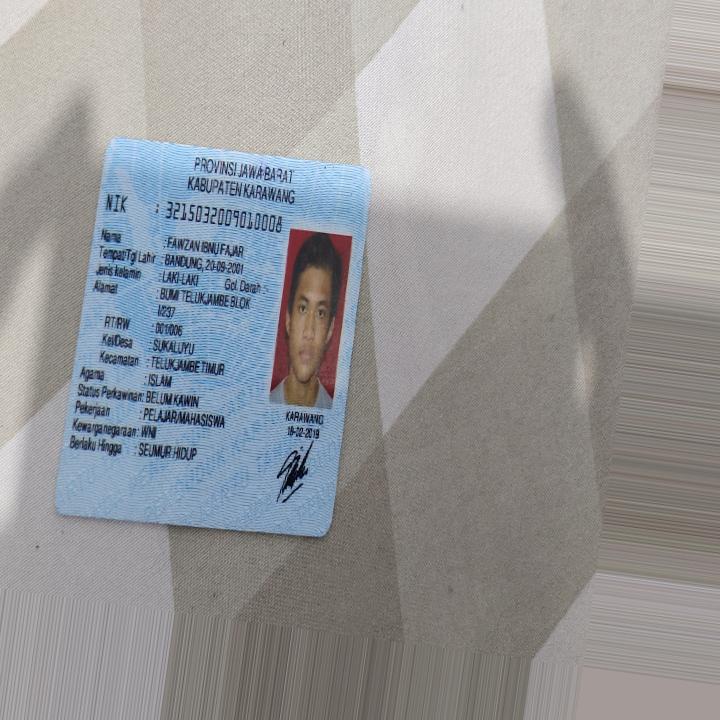 PROVINSI JAWA BARAT
KABUPATEN KARAWANG
NIK : 3215032009010008
Nama : FAWZAN IBNU FAJAR
Tempat/Tgl Lahir : BANDUNG, 20-09-2001
Jenis kelamin : LAKI-LAKI Gol. Darah :-
Alamat : BUMI TELUKJAMBE BLOK
I/237
RT/RW : 001/006
Kel/Desa : SUKALUYU
Kecamatan : TELUKJAMBE TIMUR
Agama : ISLAM
Status Perkawinan: BELUM KAWIN
Pekerjaan : PELAJAR/MAHASISWA
Kewarganegaraan: WNI
Berlaku Hingga : SEUMUR HIDUP
KARAWANG
18-02-2019